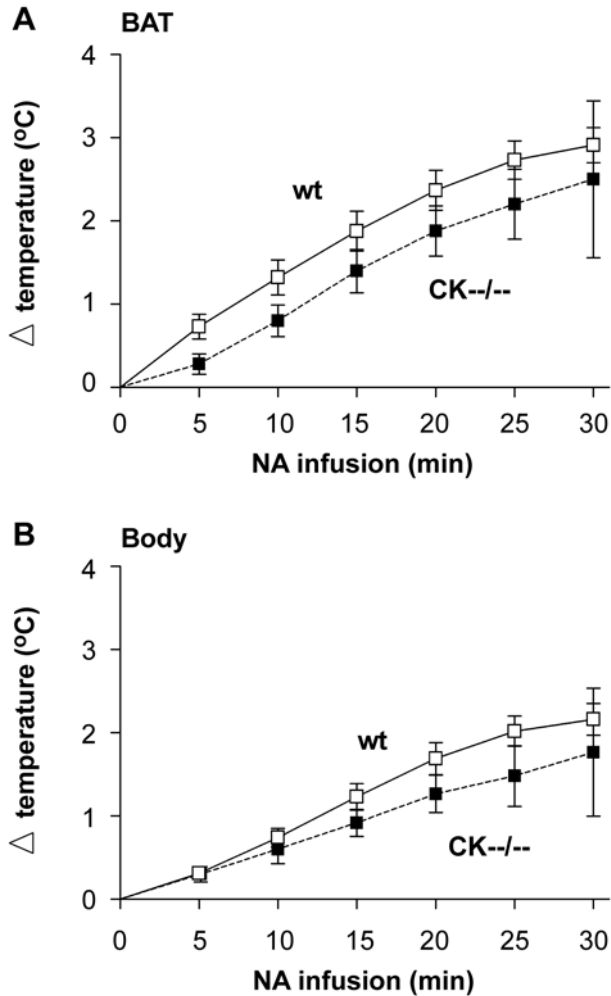 A
BAT
4
3
2
1
0
△ temperature (ºC)
wt
CK--/--
0 5 10 15 20 25 30
NA infusion (min)
B
Body
4
3
2
1
0
△ temperature (ºC)
wt
CK--/--
0 5 10 15 20 25 30
NA infusion (min)